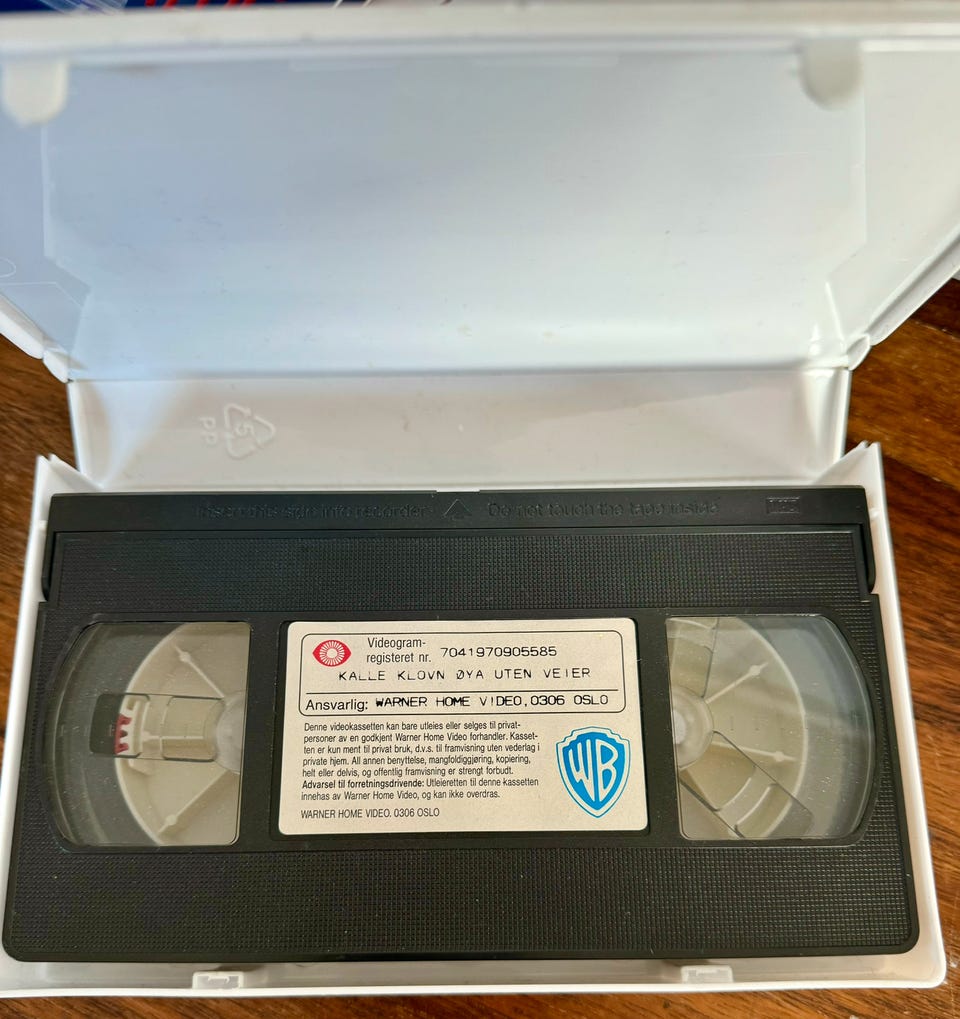 5
PP
Insert this side into recorder △ Do not touch the tape inside
Videogram-
registeret nr. 7041970905585
KALLE KLOVN ØYA UTEN VEIER
Ansvarlig: WARNER HOME VIDEO,0306 OSLO
Denne videokassetten kan bare utleies eller selges til privat-
personer av en godkjent Warner Home Video forhandler. Kasset-
ten er kun ment til privat bruk, d.v.s. til framvisning uten vederlag i
private hjem. All annen benyttelse, mangfoldiggjøring, kopiering,
helt eller delvis, og offentlig framvisning er strengt forbudt.
Advarsel til forretningsdrivende: Utleieretten til denne kassetten
innehas av Warner Home Video, og kan ikke overdras.
WARNER HOME VIDEO. 0306 OSLO
WB